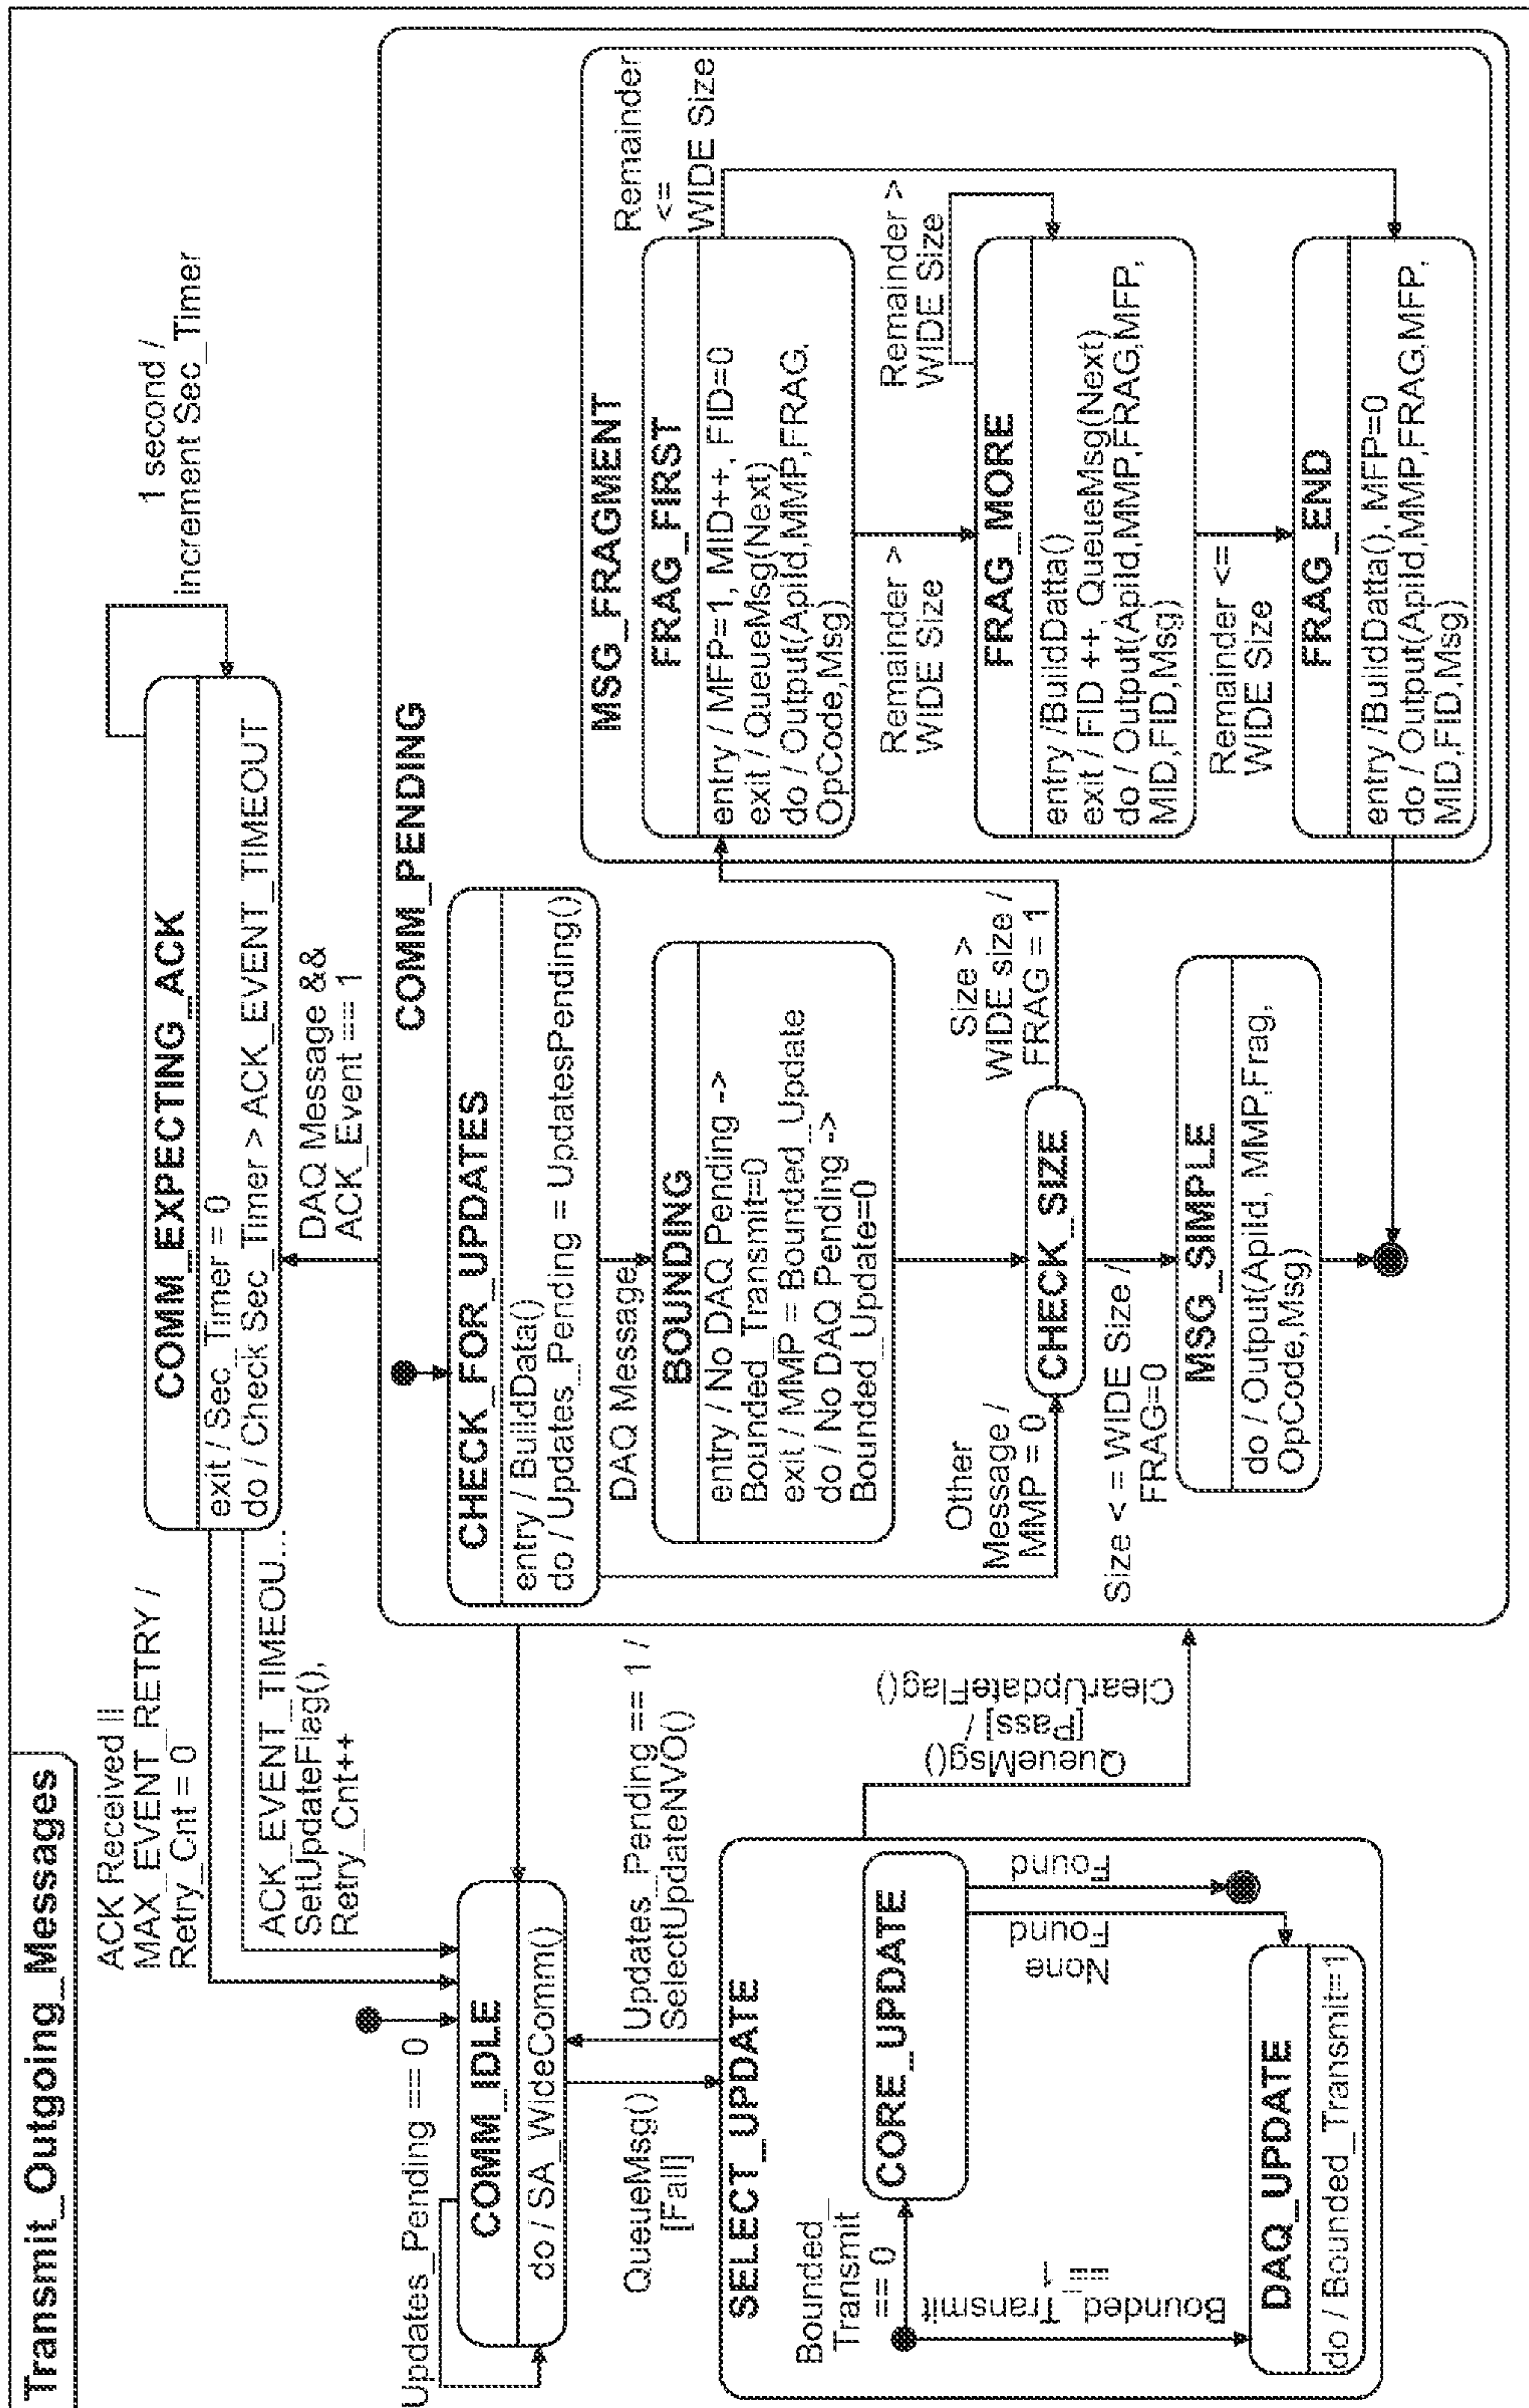 Transmit_Outgoing_Messages
ACK Received ||
MAX_EVENT_RETRY /
Retry_Cnt = 0
ACK_EVENT_TIMEOU...
SetUpdateFlag(),
Retry_Cnt++
COMM_EXPECTING_ACK
exit / Sec_Timer = 0
do / Check Sec_Timer > ACK_EVENT_TIMEOUT
1 second /
increment Sec_Timer
DAQ Message &&
ACK_Event == 1
Updates_Pending == 0
COMM_IDLE
do / SA_WideComm()
QueueMsg()
[Fail]
Updates_Pending == 1 /
SelectUpdateNVO()
SELECT_UPDATE
Bounded_
Transmit
== 0
CORE_UPDATE
Bounded_Transmit
== 1
None
Found
Found
DAQ_UPDATE
do / Bounded_Transmit=1
QueueMsg()
[Pass] /
ClearUpdateFlag()
COMM_PENDING
CHECK_FOR_UPDATES
entry / BuildData()
do / Updates_Pending = UpdatesPending()
DAQ Message
BOUNDING
entry / No DAQ Pending ->
Bounded_Transmit=0
exit / MMP = Bounded_Update
do / No DAQ Pending ->
Bounded_Update=0
Other
Message /
MMP = 0
CHECK_SIZE
Size >
WIDE size /
FRAG = 1
Size < = WIDE Size /
FRAG=0
MSG_SIMPLE
do / Output(ApiId, MMP,Frag,
OpCode,Msg)
MSG_FRAGMENT
FRAG_FIRST
entry / MFP=1, MID++, FID=0
exit / QueueMsg(Next)
do / Output(ApiId,MMP,FRAG,
OpCode,Msg)
Remainder
<=
WIDE Size
Remainder >
WIDE Size
Remainder >
WIDE Size
FRAG_MORE
entry /BuildDatta()
exit / FID ++, QueueMsg(Next)
do / Output(ApiId,MMP,FRAG,MFP,
MID,FID,Msg)
Remainder <=
WIDE Size
FRAG_END
entry /BuildData(), MFP=0
do / Output(ApiId,MMP,FRAG,MFP,
MID,FID,Msg)